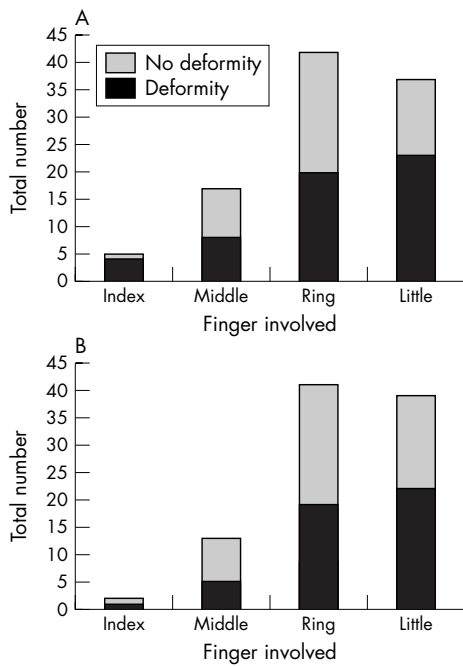 A
45
40
35
30
25
20
15
10
5
0
Total number
No deformity
Deformity
Index Middle Ring Little
Finger involved
B
45
40
35
30
25
20
15
10
5
0
Total number
Index Middle Ring Little
Finger involved